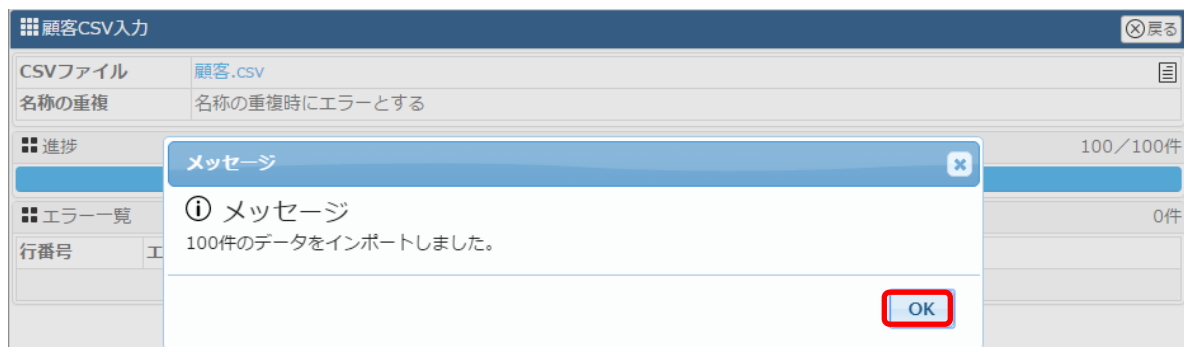 顧客CSV入力 戻る
CSVファイル 顧客.csv
名称の重複 名称の重複時にエラーとする
進捗 100／100件
メッセージ
エラー一覧 0件
メッセージ
100件のデータをインポートしました。
行番号 エ
OK